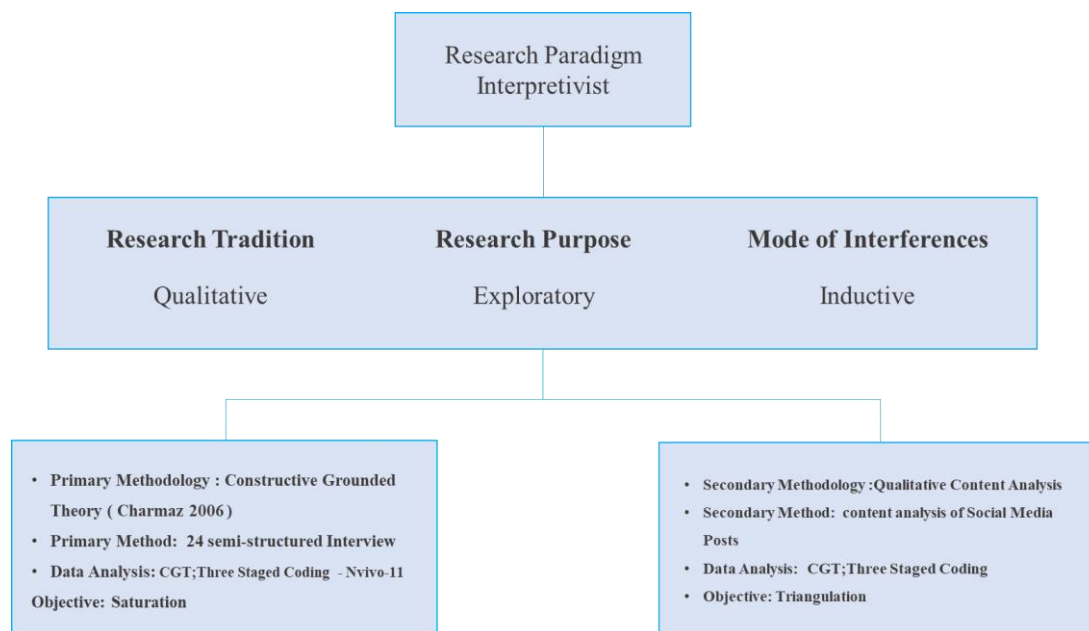 Research Paradigm
Interpretivist
Research Tradition
Qualitative
Research Purpose
Exploratory
Mode of Interferences
Inductive
• Primary Methodology : Constructive Grounded
Theory ( Charmaz 2006 )
• Primary Method: 24 semi-structured Interview
• Data Analysis: CGT;Three Staged Coding - Nvivo-11
Objective: Saturation
• Secondary Methodology :Qualitative Content Analysis
• Secondary Method: content analysis of Social Media
Posts
• Data Analysis: CGT;Three Staged Coding
• Objective: Triangulation